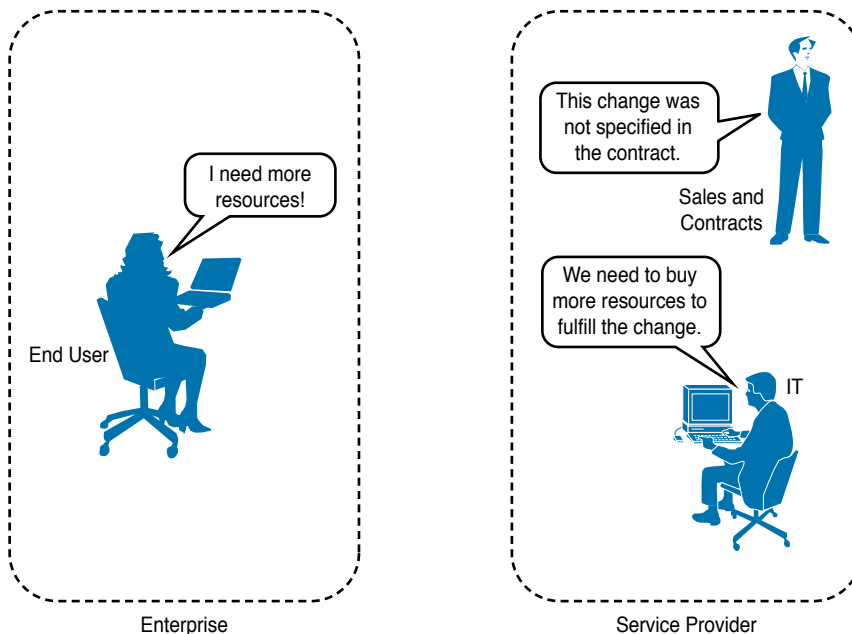 I need more
resources!
End User
Enterprise
This change was
not specified in
the contract.
Sales and
Contracts
We need to buy
more resources to
fulfill the change.
IT
Service Provider